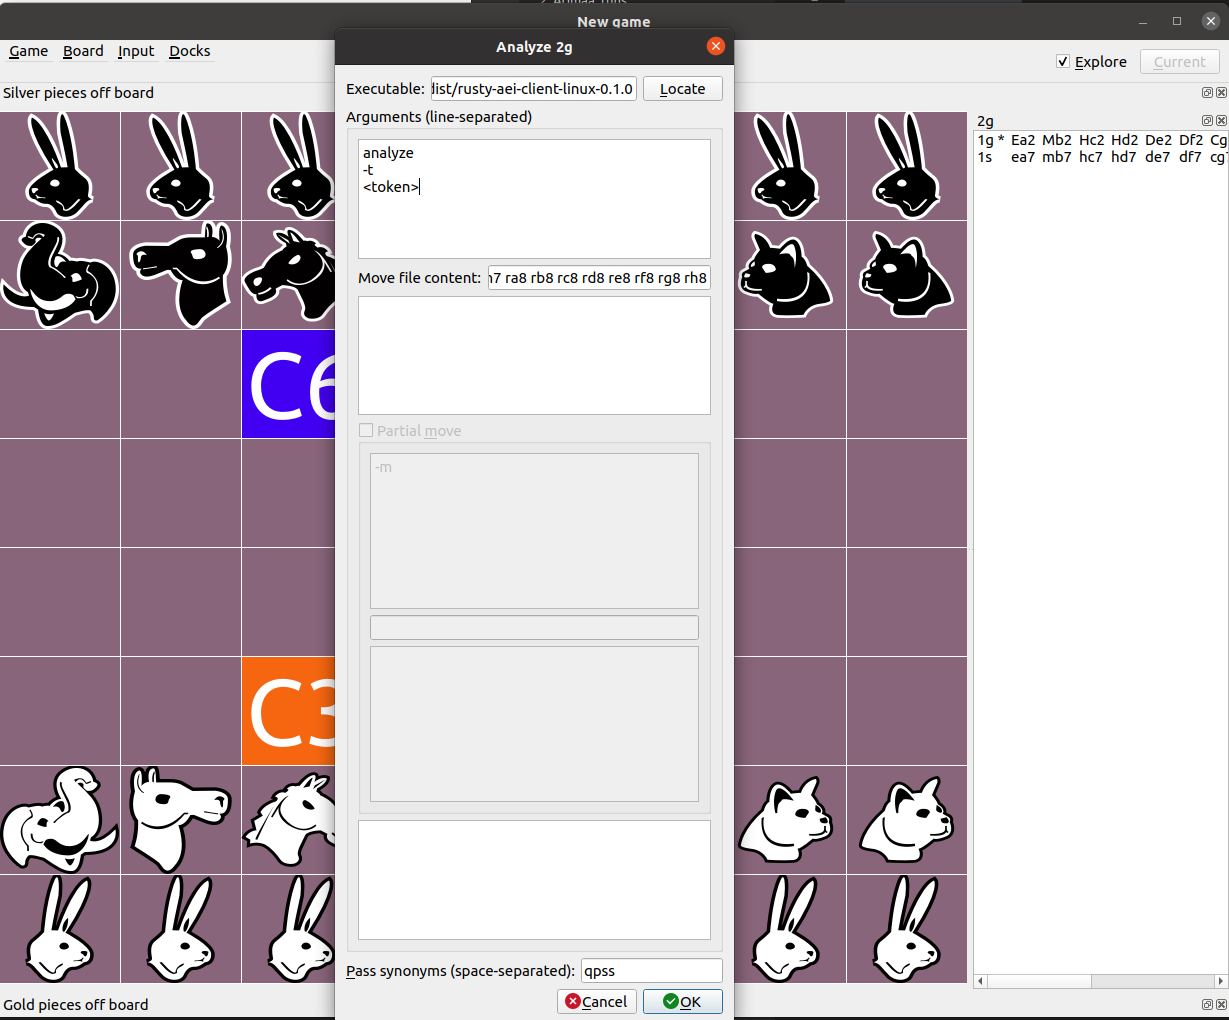 New game
Analyze 2g
Game Board Input Docks
Explore
Current
Silver pieces off board
Executable: dist/rusty-aei-client-linux-0.1.0
Locate
Arguments (line-separated)
analyze
-t
<token>
Move file content: h7 ra8 rb8 rc8 rd8 re8 rf8 rg8 rh8
Partial move
-m
Pass synonyms (space-separated): qpss
Cancel
OK
2g
1g * Ea2 Mb2 Hc2 Hd2 De2 Df2 Cg
1s ea7 mb7 hc7 hd7 de7 df7 cg7
C6
C3
Gold pieces off board